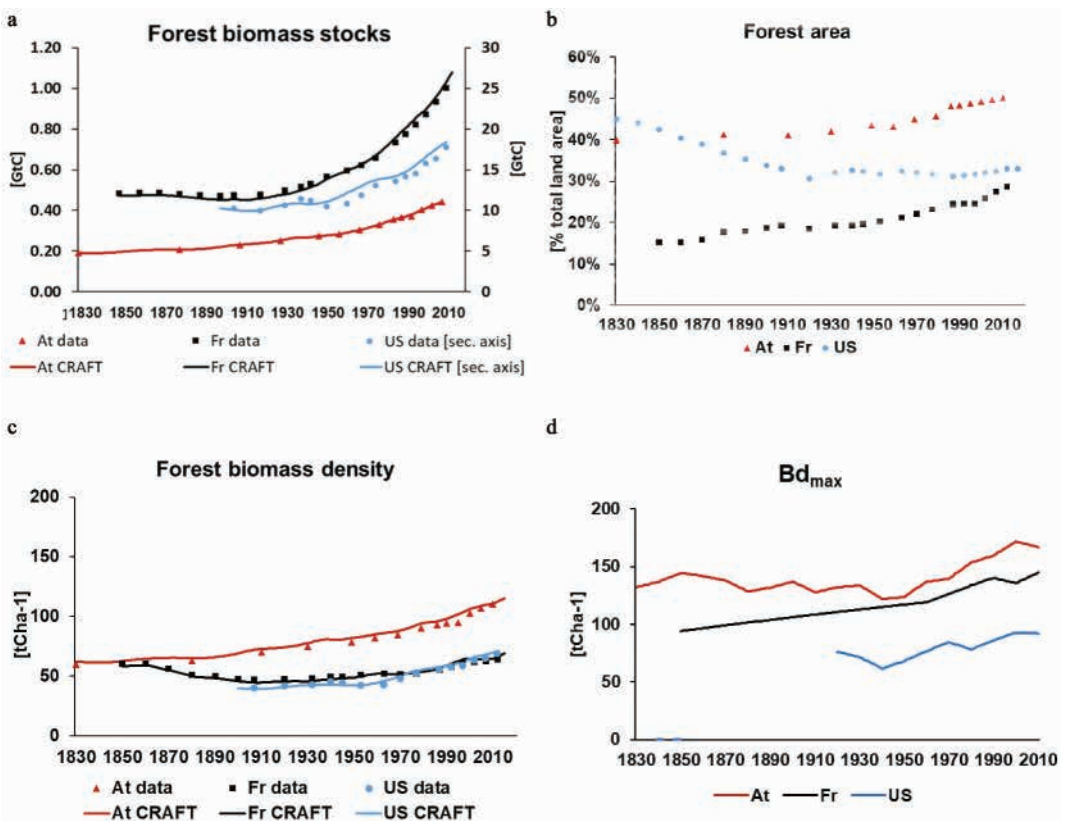 a
Forest biomass stocks
1.20
1.00
0.80
0.60
0.40
0.20
0.00
[GtC]
30
25
20
15
10
5
0
[GtC]
1830 1850 1870 1890 1910 1930 1950 1970 1990 2010
At data Fr data US data [sec. axis]
At CRAFT Fr CRAFT US CRAFT [sec. axis]
b
Forest area
60%
50%
40%
30%
20%
10%
0%
[% total land area]
1830 1850 1870 1890 1910 1930 1950 1970 1990 2010
At Fr US
c
Forest biomass density
200
150
100
50
0
[tCha-1]
1830 1850 1870 1890 1910 1930 1950 1970 1990 2010
At data Fr data US data
At CRAFT Fr CRAFT US CRAFT
d
Bdmax
200
150
100
50
0
[tCha-1]
1830 1850 1870 1890 1910 1930 1950 1970 1990 2010
At Fr US